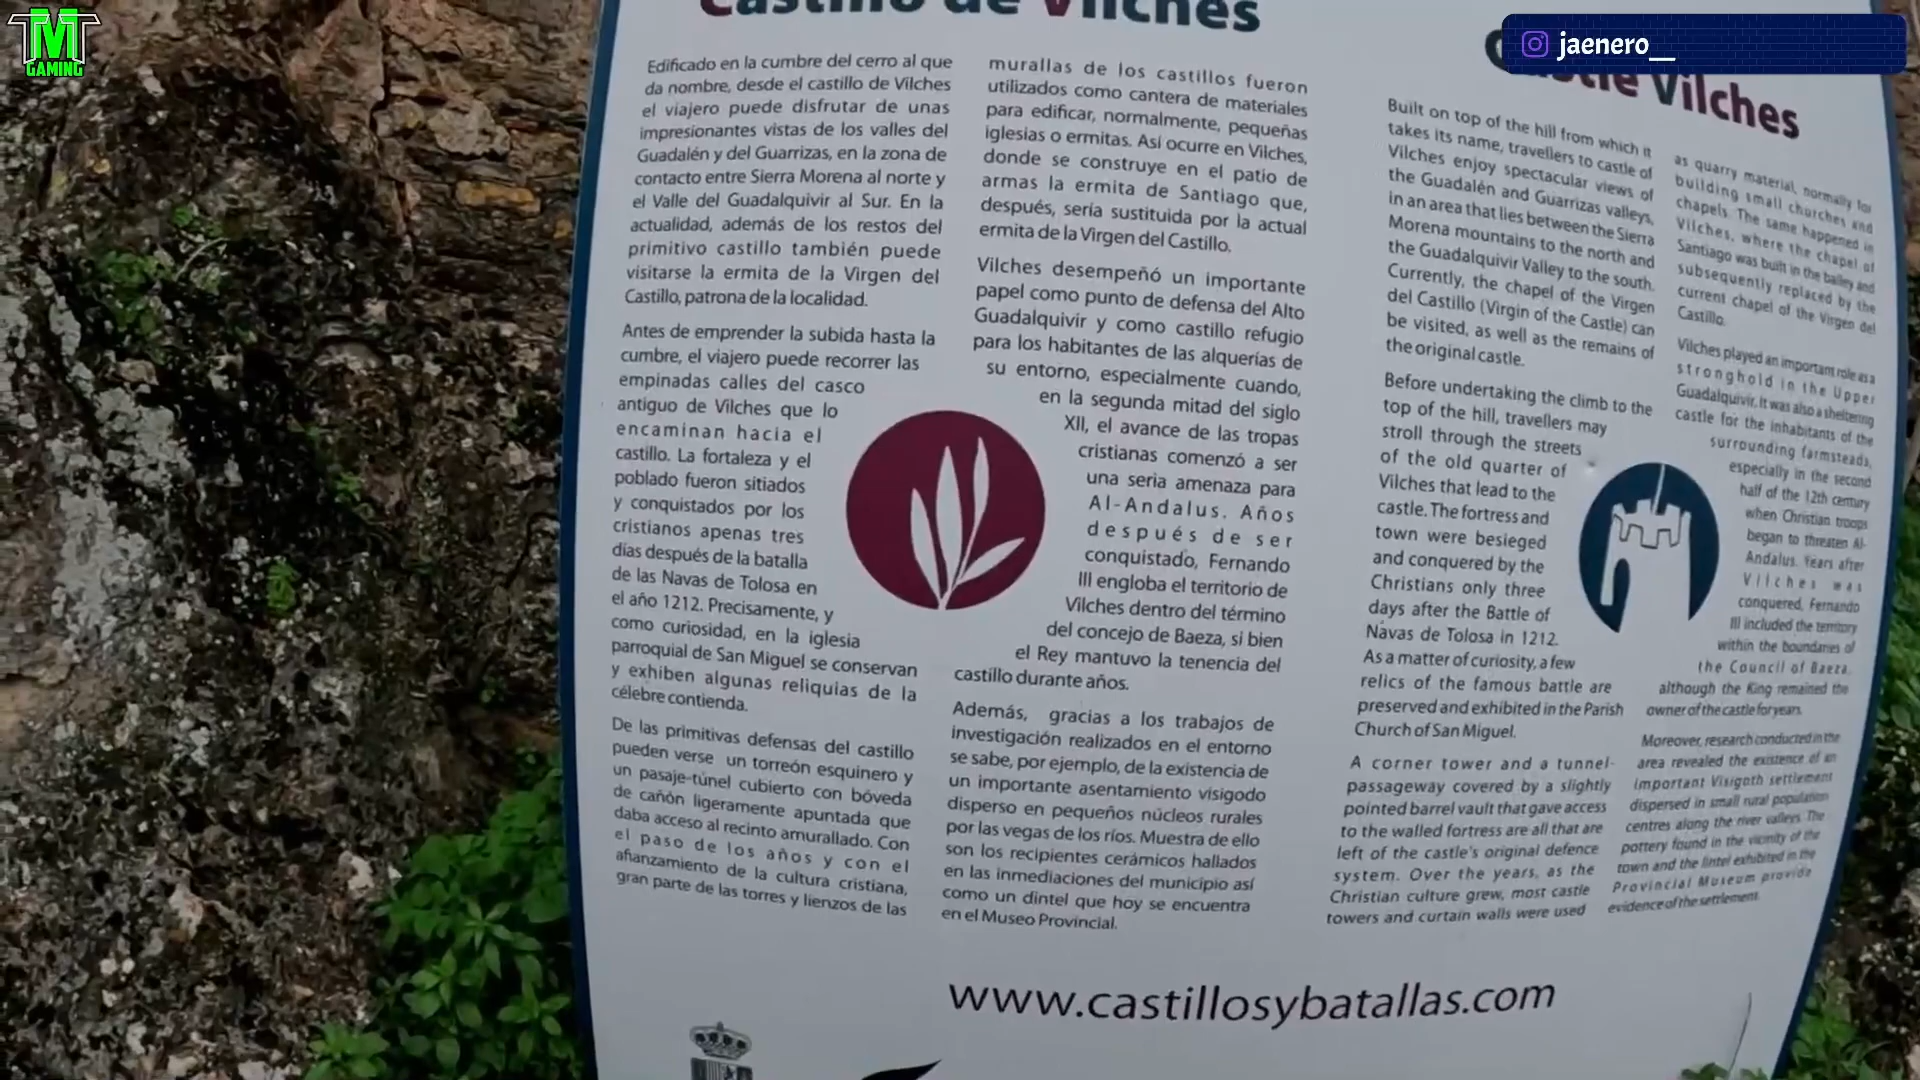 MT
GAMING
jaenero__
Castillo de Vilches
Edificado en la cumbre del cerro al que
da nombre, desde el castillo de Vilches
el viajero puede disfrutar de unas
impresionantes vistas de los valles del
Guadalén y del Guarrizas, en la zona de
contacto entre Sierra Morena al norte y
el Valle del Guadalquivir al Sur. En la
actualidad, además de los restos del
primitivo castillo también puede
visitarse la ermita de la Virgen del
Castillo, patrona de la localidad.
Antes de emprender la subida hasta la
cumbre, el viajero puede recorrer las
empinadas calles del casco
antiguo de Vilches que lo
encaminan hacia el
castillo. La fortaleza y el
poblado fueron sitiados
y conquistados por los
cristianos apenas tres
días después de la batalla
de las Navas de Tolosa en
el año 1212. Precisamente, y
como curiosidad, en la iglesia
parroquial de San Miguel se conservan
y exhiben algunas reliquias de la
célebre contienda.
De las primitivas defensas del castillo
pueden verse un torreón esquinero y
un pasaje-túnel cubierto con bóveda
de cañón ligeramente apuntada que
daba acceso al recinto amurallado. Con
el paso de los años y con el
afianzamiento de la cultura cristiana,
gran parte de las torres y lienzos de las
murallas de los castillos fueron
utilizados como cantera de materiales
para edificar, normalmente, pequeñas
iglesias o ermitas. Así ocurre en Vilches,
donde se construye en el patio de
armas la ermita de Santiago que,
después, sería sustituida por la actual
ermita de la Virgen del Castillo.
Vilches desempeñó un importante
papel como punto de defensa del Alto
Guadalquivir y como castillo refugio
para los habitantes de las alquerías de
su entorno, especialmente cuando,
en la segunda mitad del siglo
XII, el avance de las tropas
cristianas comenzó a ser
una seria amenaza para
Al-Andalus. Años
después de ser
conquistado, Fernando
III engloba el territorio de
Vilches dentro del término
del concejo de Baeza, si bien
el Rey mantuvo la tenencia del
castillo durante años.
Además, gracias a los trabajos de
investigación realizados en el entorno
se sabe, por ejemplo, de la existencia de
un importante asentamiento visigodo
disperso en pequeños núcleos rurales
por las vegas de los ríos. Muestra de ello
son los recipientes cerámicos hallados
en las inmediaciones del municipio así
como un dintel que hoy se encuentra
en el Museo Provincial.
Castle Vilches
Built on top of the hill from which it
takes its name, travellers to castle of
Vilches enjoy spectacular views of
the Guadalén and Guarrizas valleys,
in an area that lies between the Sierra
Morena mountains to the north and
the Guadalquivir Valley to the south.
Currently, the chapel of the Virgen
del Castillo (Virgin of the Castle) can
be visited, as well as the remains of
the original castle.
Before undertaking the climb to the
top of the hill, travellers may
stroll through the streets
of the old quarter of
Vilches that lead to the
castle. The fortress and
town were besieged
and conquered by the
Christians only three
days after the Battle of
Navas de Tolosa in 1212.
As a matter of curiosity, a few
relics of the famous battle are
preserved and exhibited in the Parish
Church of San Miguel.
A corner tower and a tunnel-
passageway covered by a slightly
pointed barrel vault that gave access
to the walled fortress are all that are
left of the castle's original defence
system. Over the years, as the
Christian culture grew, most castle
towers and curtain walls were used
as quarry material, normally for
building small churches and
chapels. The same happened in
Vilches, where the chapel of
Santiago was built in the bailey and
subsequently replaced by the
current chapel of the Virgen del
Castillo.
Vilches played an important role as a
stronghold in the Upper
Guadalquivir. It was also a sheltering
castle for the inhabitants of the
surrounding farmsteads,
especially in the second
half of the 12th century
when Christian troops
began to threaten Al-
Andalus. Years after
Vilches was
conquered, Fernando
III included the territory
within the boundaries of
the Council of Baeza,
although the King remained the
owner of the castle for years.
Moreover, research conducted in the
area revealed the existence of an
important Visigoth settlement
dispersed in small rural population
centres along the river valleys. The
pottery found in the vicinity of the
town and the lintel exhibited in the
Provincial Museum provide
evidence of the settlement.
www.castillosybatallas.com